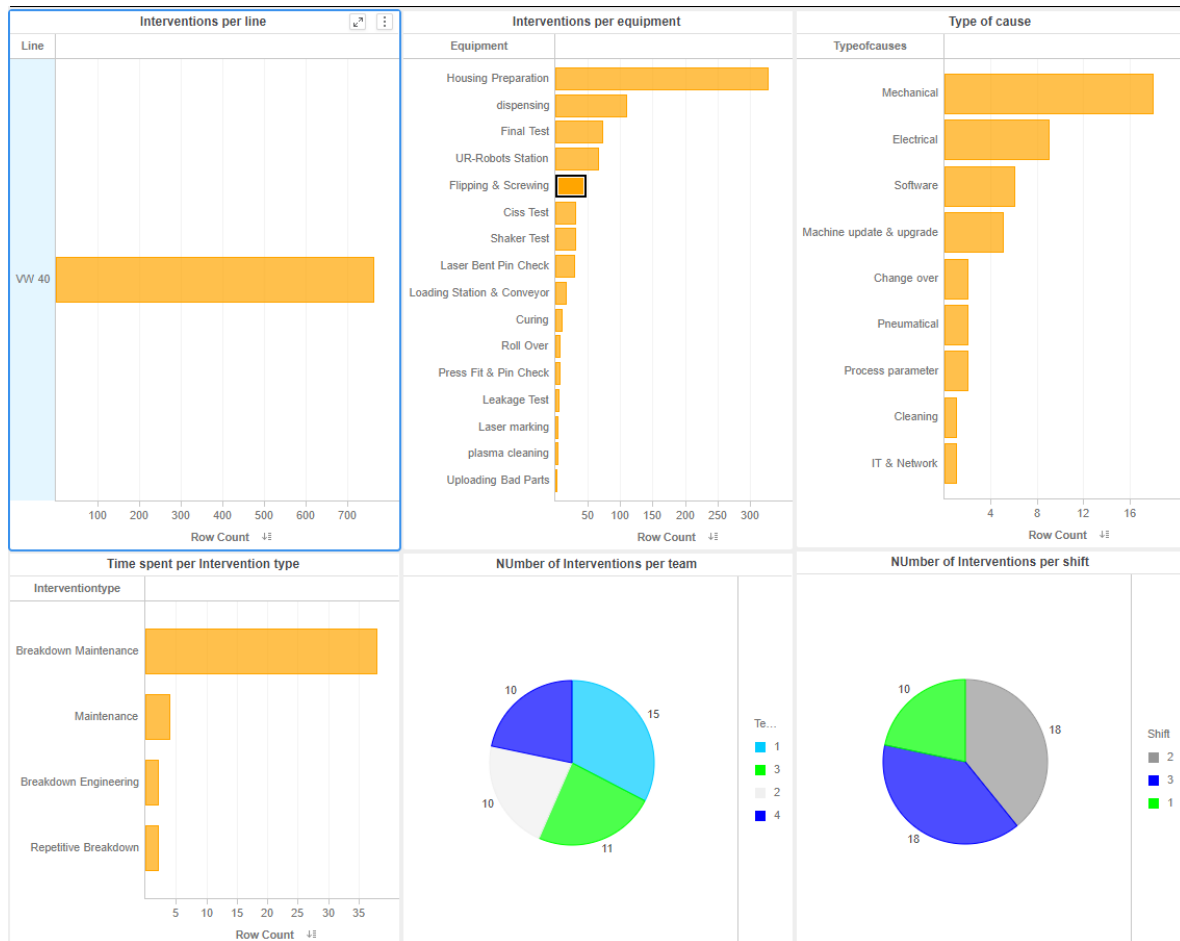 Interventions per line
Line
VW 40
100 200 300 400 500 600 700
Row Count
Interventions per equipment
Equipment
Housing Preparation
dispensing
Final Test
UR-Robots Station
Flipping & Screwing
Ciss Test
Shaker Test
Laser Bent Pin Check
Loading Station & Conveyor
Curing
Roll Over
Press Fit & Pin Check
Leakage Test
Laser marking
plasma cleaning
Uploading Bad Parts
50 100 150 200 250 300
Row Count
Type of cause
Typeofcauses
Mechanical
Electrical
Software
Machine update & upgrade
Change over
Pneumatical
Process parameter
Cleaning
IT & Network
4 8 12 16
Row Count
Time spent per Intervention type
Interventiontype
Breakdown Maintenance
Maintenance
Breakdown Engineering
Repetitive Breakdown
5 10 15 20 25 30 35
Row Count
NUmber of Interventions per team
10
15
10
11
Te...
1
3
2
4
NUmber of Interventions per shift
10
18
18
Shift
2
3
1